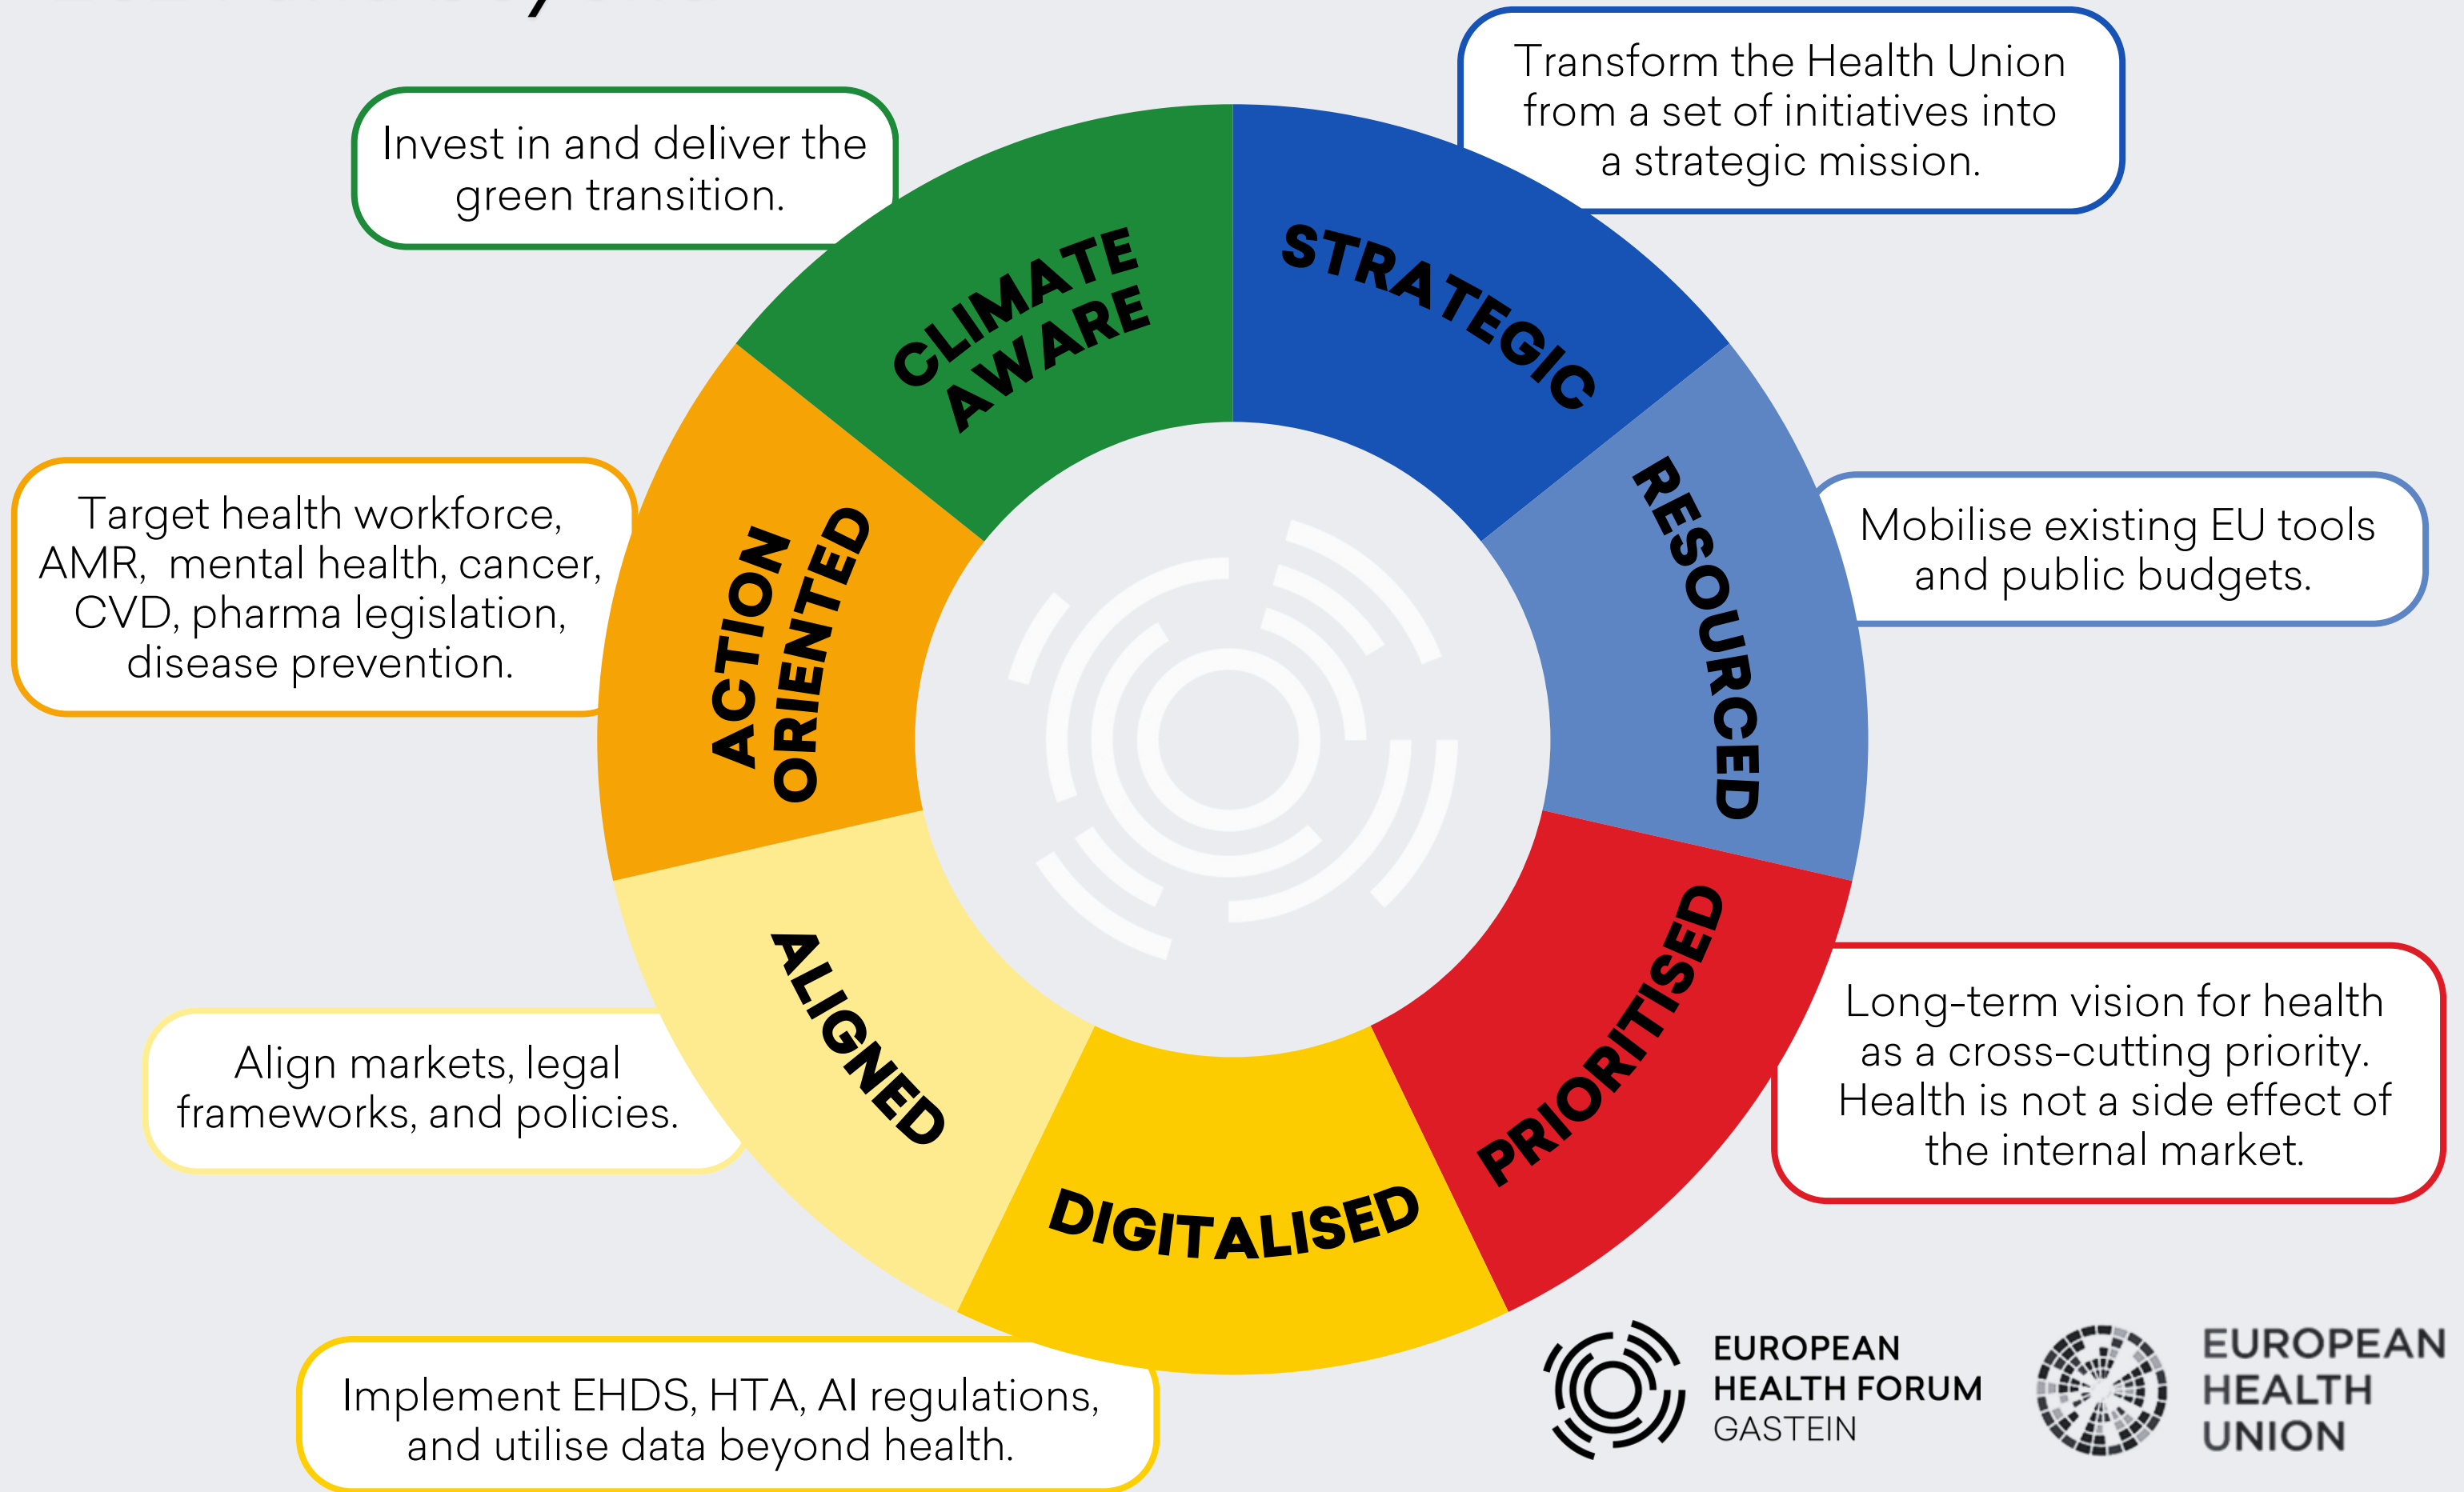 Transform the Health Union
from a set of initiatives into
a strategic mission.
Invest in and deliver the
green transition.
CLIMATE
AWARE
STRATEGIC
Target health workforce,
AMR,  mental health, cancer,
CVD, pharma legislation,
disease prevention.
ACTION
ORIENTED
RESOURCED
Mobilise existing EU tools
and public budgets.
ALIGNED
Align markets, legal
frameworks, and policies.
PRIORITISED
Long-term vision for health
as a cross-cutting priority.
Health is not a side effect of
the internal market.
DIGITALISED
Implement EHDS, HTA, AI regulations,
and utilise data beyond health.
EUROPEAN
HEALTH FORUM
GASTEIN
EUROPEAN
HEALTH
UNION